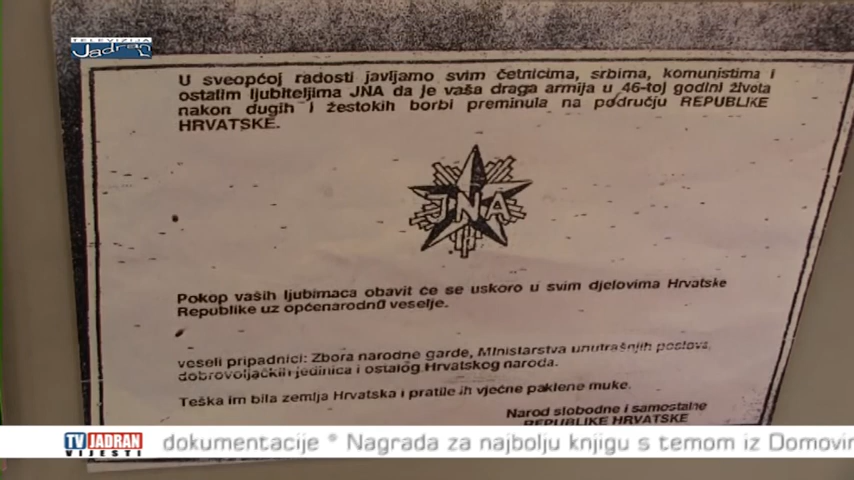 TELEVIZIJA
Jadran
U sveopćoj radosti javljamo svim četnicima, srbima, komunistima i
ostalim ljubiteljima JNA da je vaša draga armija u 46-toj godini života
nakon dugih i žestokih borbi preminula na području REPUBLIKE
HRVATSKE.
JNA
Pokop vaših ljubimaca obavit će se uskoro u svim djelovima Hrvatske
Republike uz općenarodno veselje.
veseli pripadnici: Zbora narodne garde, Ministarstva unutrašnjih poslova,
dobrovoljačkih jedinica i ostalog Hrvatskog naroda.
Teška im bila zemlja Hrvatska i pratile ih vječne paklene muke.
Narod slobodne i samostalne
REPUBLIKE HRVATSKE
TV JADRAN
VIJESTI
dokumentacije * Nagrada za najbolju knjigu s temom iz Domovin